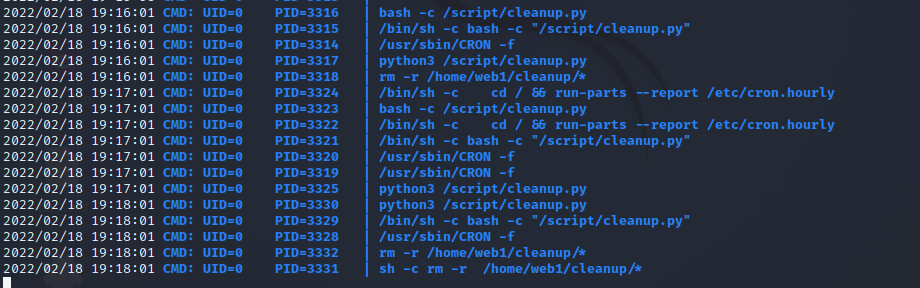 2022/02/18 19:16:01 CMD: UID=0    PID=3316   | bash -c /script/cleanup.py
2022/02/18 19:16:01 CMD: UID=0    PID=3315   | /bin/sh -c bash -c "/script/cleanup.py"
2022/02/18 19:16:01 CMD: UID=0    PID=3314   | /usr/sbin/CRON -f
2022/02/18 19:16:01 CMD: UID=0    PID=3317   | python3 /script/cleanup.py
2022/02/18 19:16:01 CMD: UID=0    PID=3318   | rm -r /home/web1/cleanup/*
2022/02/18 19:17:01 CMD: UID=0    PID=3324   | /bin/sh -c    cd / && run-parts --report /etc/cron.hourly
2022/02/18 19:17:01 CMD: UID=0    PID=3323   | bash -c /script/cleanup.py
2022/02/18 19:17:01 CMD: UID=0    PID=3322   | /bin/sh -c    cd / && run-parts --report /etc/cron.hourly
2022/02/18 19:17:01 CMD: UID=0    PID=3321   | /bin/sh -c bash -c "/script/cleanup.py"
2022/02/18 19:17:01 CMD: UID=0    PID=3320   | /usr/sbin/CRON -f
2022/02/18 19:17:01 CMD: UID=0    PID=3319   | /usr/sbin/CRON -f
2022/02/18 19:17:01 CMD: UID=0    PID=3325   | python3 /script/cleanup.py
2022/02/18 19:18:01 CMD: UID=0    PID=3330   | python3 /script/cleanup.py
2022/02/18 19:18:01 CMD: UID=0    PID=3329   | /bin/sh -c bash -c "/script/cleanup.py"
2022/02/18 19:18:01 CMD: UID=0    PID=3328   | /usr/sbin/CRON -f
2022/02/18 19:18:01 CMD: UID=0    PID=3332   | rm -r /home/web1/cleanup/*
2022/02/18 19:18:01 CMD: UID=0    PID=3331   | sh -c rm -r  /home/web1/cleanup/*